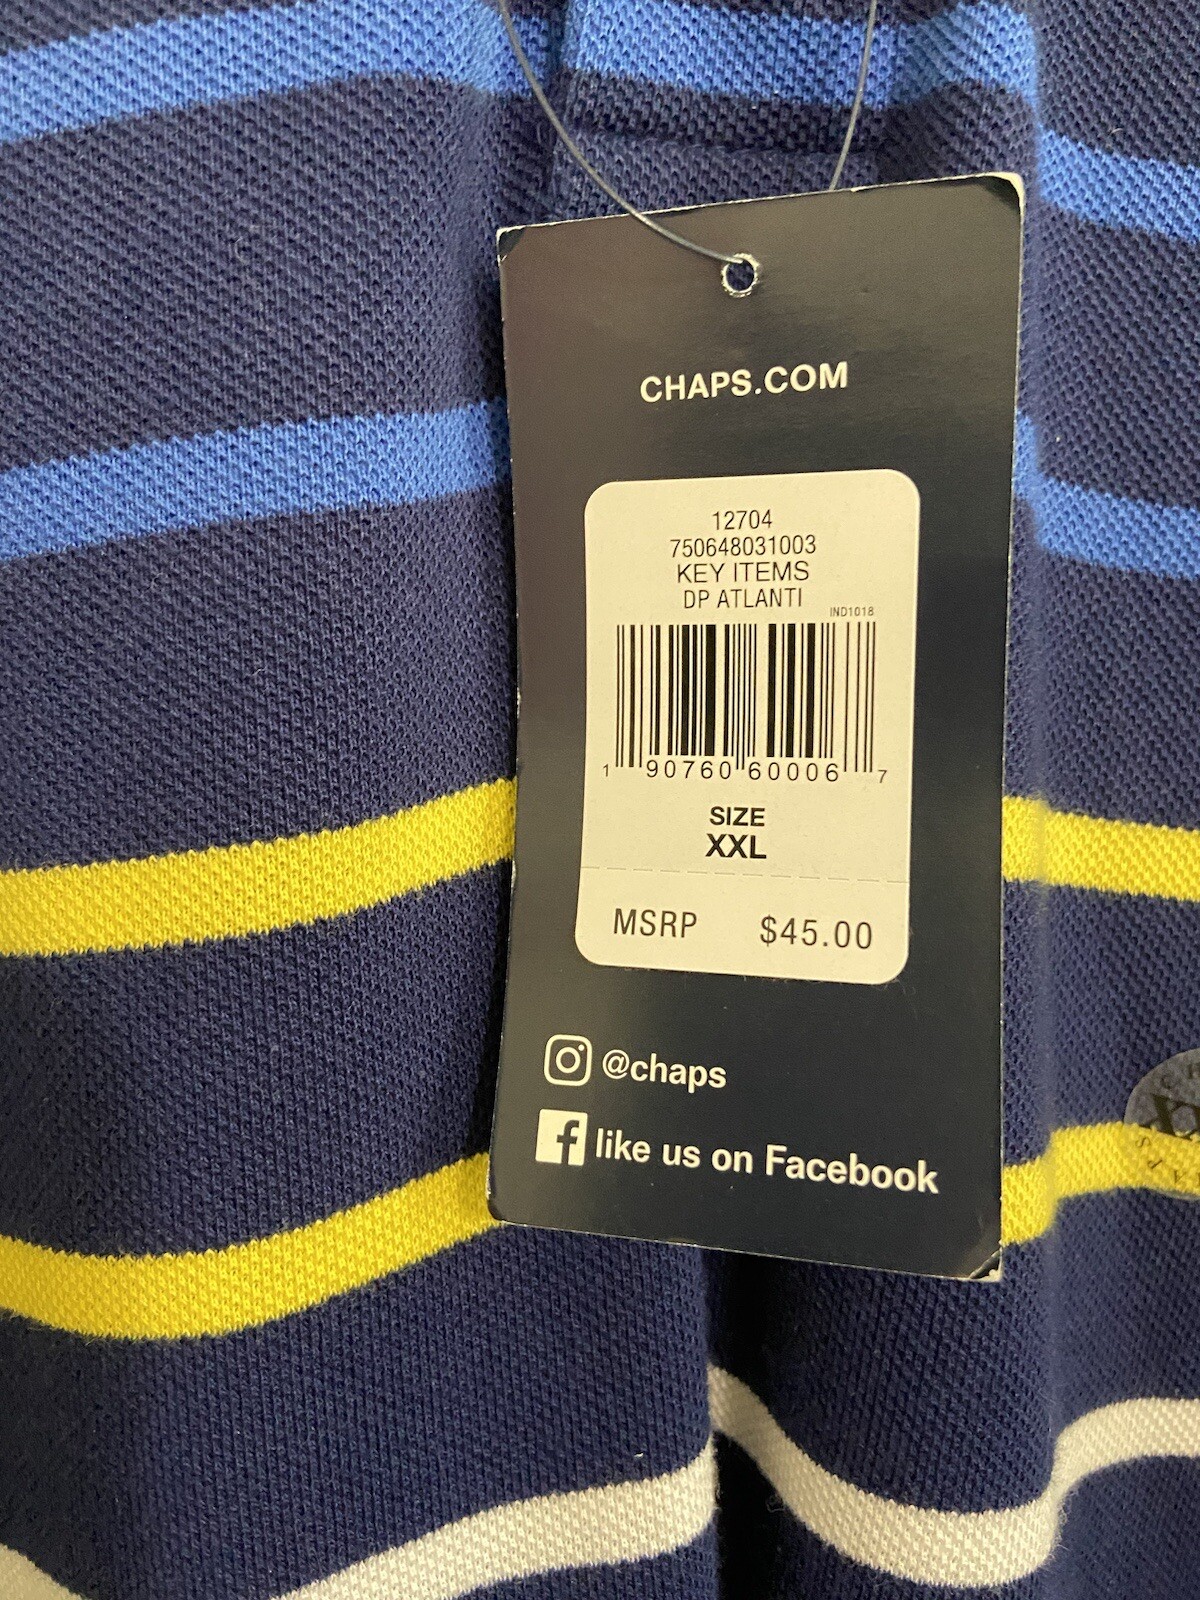 CHAPS.COM
12704
750648031003
KEY ITEMS
DP ATLANTI
IND1018
1 90760 60006 7
SIZE
XXL
MSRP $45.00
@chaps
like us on Facebook